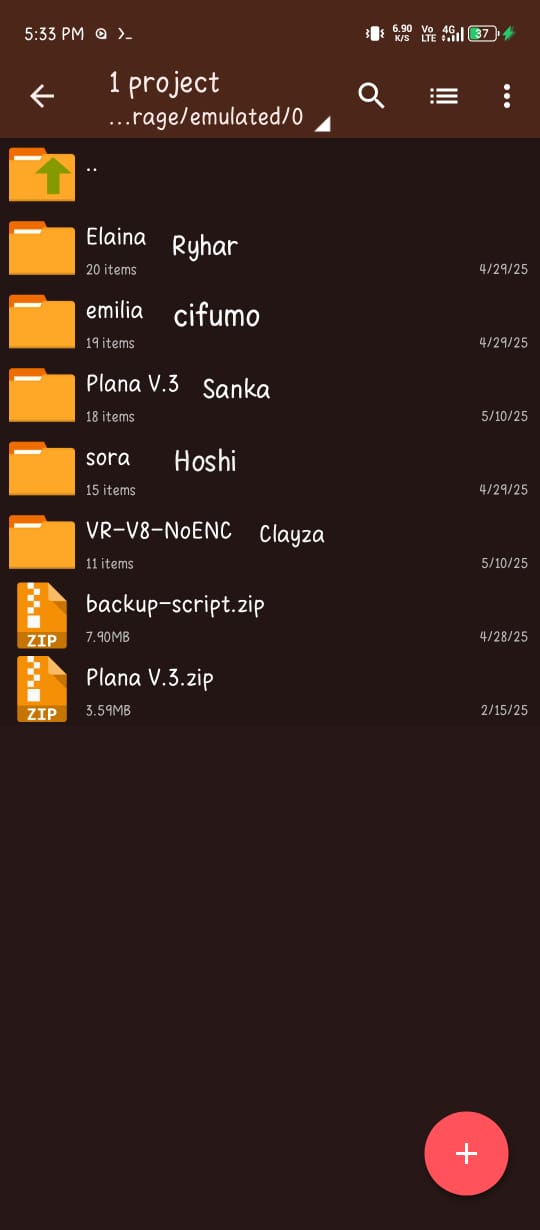 5:33 PM 6.90 K/S Vo LTE 4G 37
1 project
...rage/emulated/0
..
Elaina Ryhar
20 items 4/29/25
emilia cifumo
19 items 4/29/25
Plana V.3 Sanka
18 items 5/10/25
sora Hoshi
15 items 4/29/25
VR-V8-NoENC Clayza
11 items 5/10/25
backup-script.zip
ZIP 7.90MB 4/28/25
Plana V.3.zip
ZIP 3.59MB 2/15/25